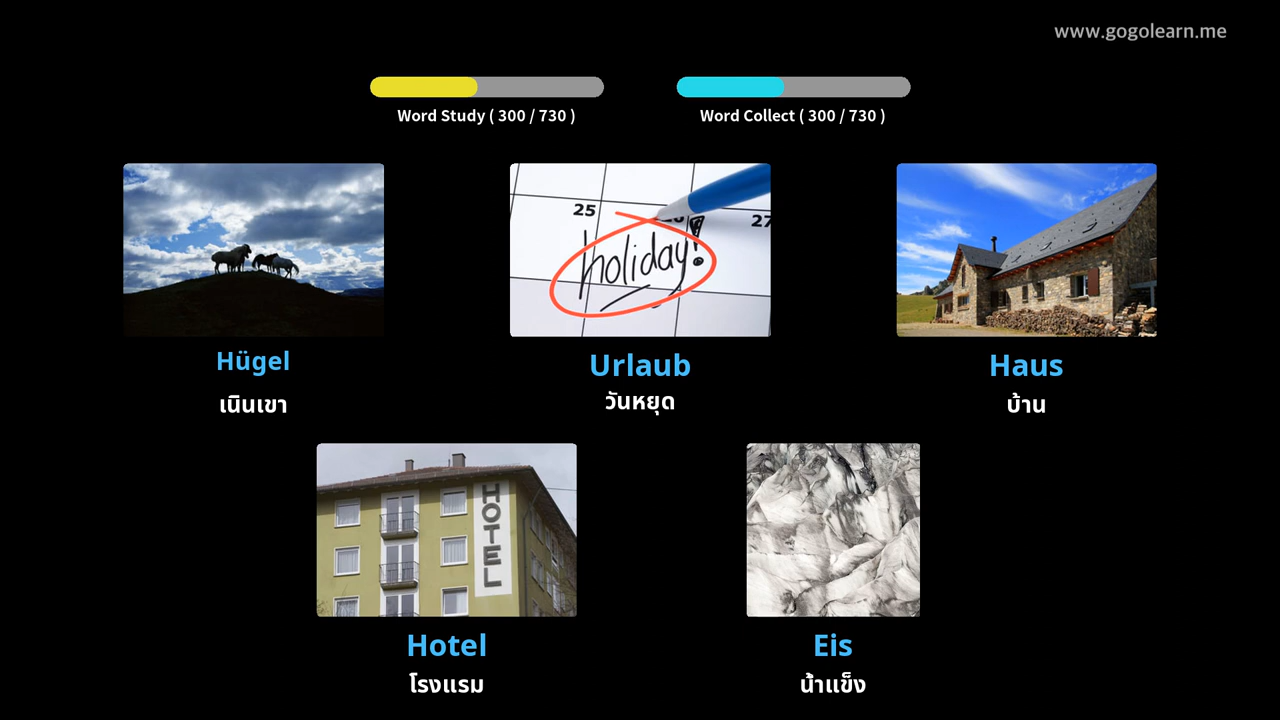 www.gogolearn.me
Word Study ( 300 / 730 )
Word Collect ( 300 / 730 )
25
27
holiday!
Hügel
Urlaub
Haus
เนินเขา
วันหยุด
บ้าน
HOTEL
Hotel
Eis
โรงแรม
น้ำแข็ง